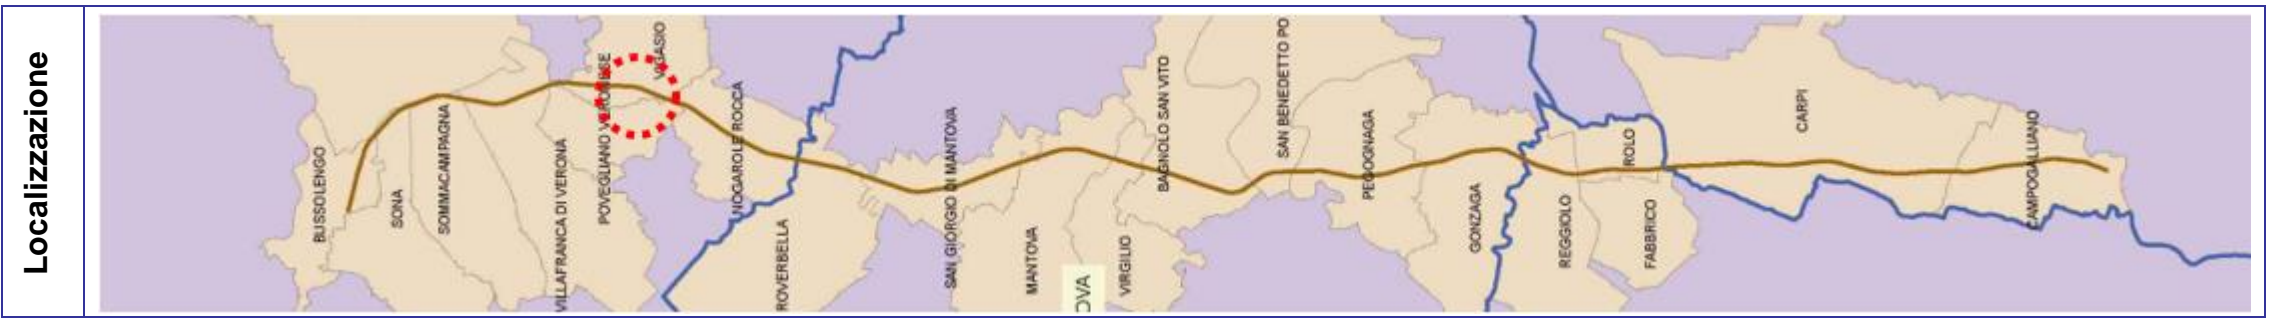 Localizzazione
BUSSOLENGO
SONA
SOMMACAMPAGNA
VILLAFRANCA DI VERONA
POVEGLIANO VERONESE
VIGASIO
NOGAROLE ROCCA
ROVERBELLA
SAN GIORGIO DI MANTOVA
MANTOVA
OVA
VIRGILIO
BAGNOLO SAN VITO
SAN BENEDETTO PO
PEGOGNAGA
GONZAGA
REGGIOLO
ROLO
FABBRICO
CARPI
CAMPOGALLIANO